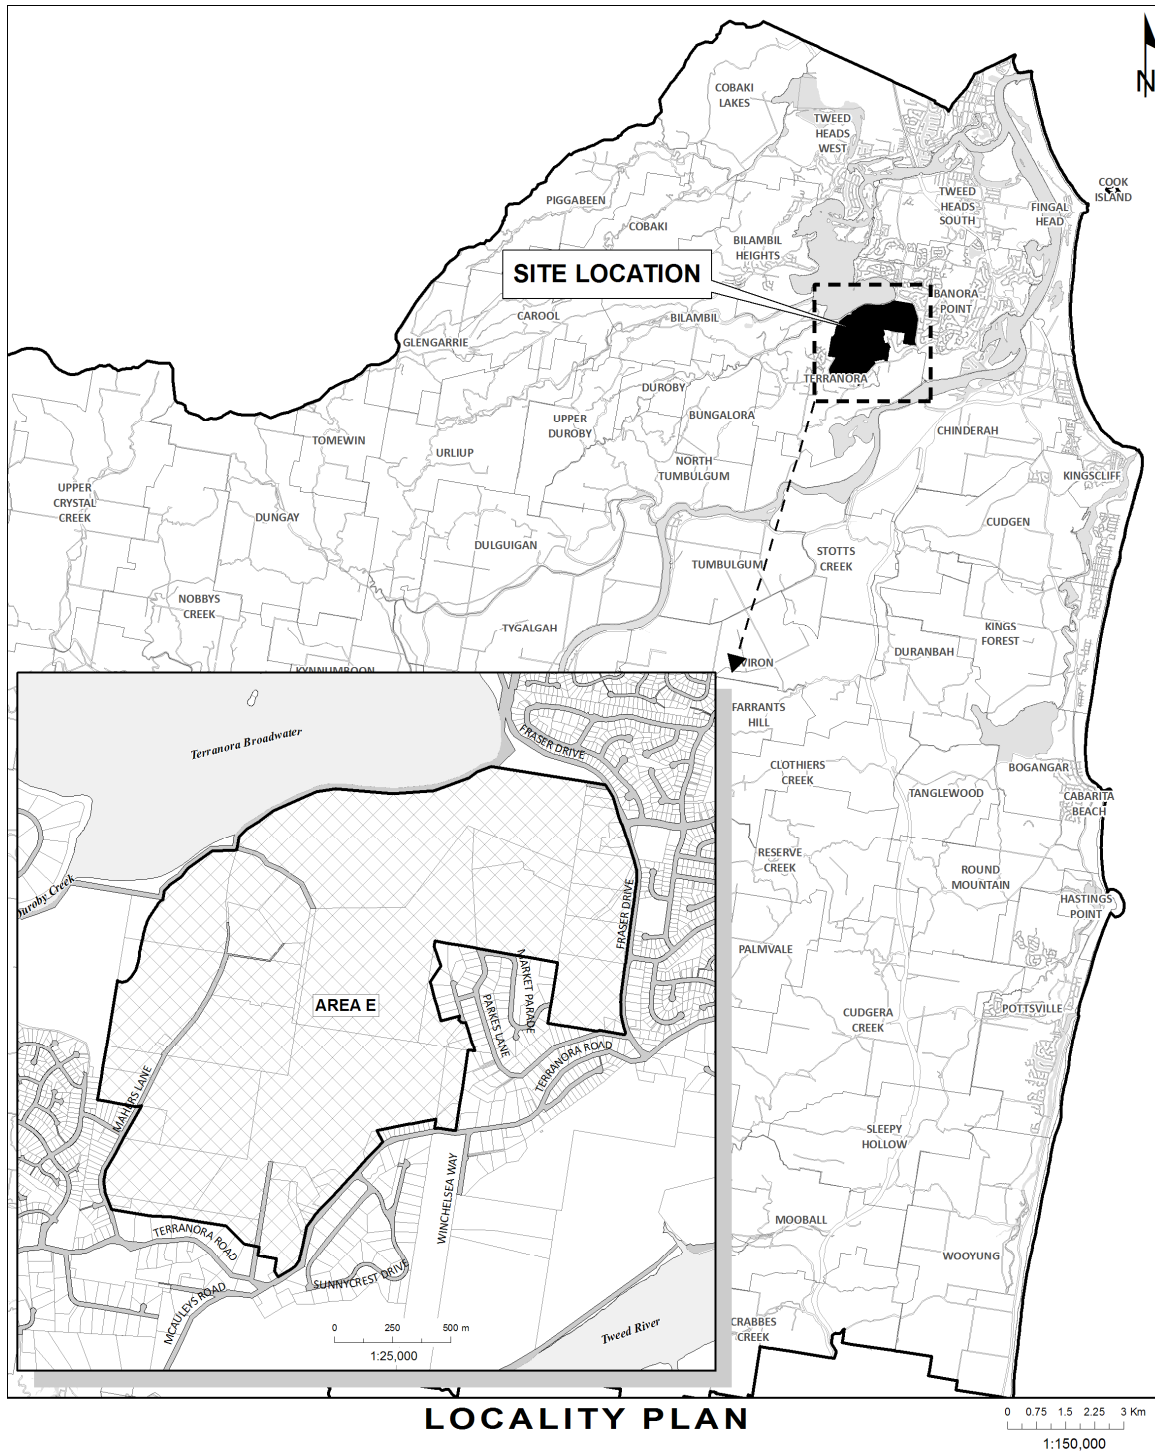 N
COBAKI
LAKES
TWEED
HEADS
WEST
COOK
ISLAND
PIGGABEEN
TWEED
HEADS
SOUTH
FINGAL
HEAD
COBAKI
BILAMBIL
HEIGHTS
SITE LOCATION
BANORA
POINT
CAROOL
BILAMBIL
GLENGARRIE
TERRANORA
DUROBY
UPPER
DUROBY
BUNGALORA
CHINDERAH
TOMEWIN
URLIUP
NORTH
TUMBULGUM
KINGSCLIFF
UPPER
CRYSTAL
CREEK
DUNGAY
CUDGEN
DULGUIGAN
STOTTS
CREEK
TUMBULGUM
NOBBYS
CREEK
TYGALGAH
KINGS
FOREST
DURANBAH
VIRON
KYNNUMBOON
FARRANTS
HILL
CLOTHIERS
CREEK
BOGANGAR
TANGLEWOOD
CABARITA
BEACH
RESERVE
CREEK
ROUND
MOUNTAIN
HASTINGS
POINT
PALMVALE
CUDGERA
CREEK
POTTSVILLE
SLEEPY
HOLLOW
MOOBALL
WOOYUNG
CRABBES
CREEK
Terranora Broadwater
FRASER DRIVE
Duroby Creek
FRASER DRIVE
MARKET PARADE
PARKES LANE
AREA E
TERRANORA ROAD
MAHERS LANE
WINCHELSEA WAY
TERRANORA ROAD
SUNNYCREST DRIVE
MCAULEYS ROAD
Tweed River
0 250 500 m
1:25,000
LOCALITY PLAN
0 0.75 1.5 2.25 3 Km
1:150,000